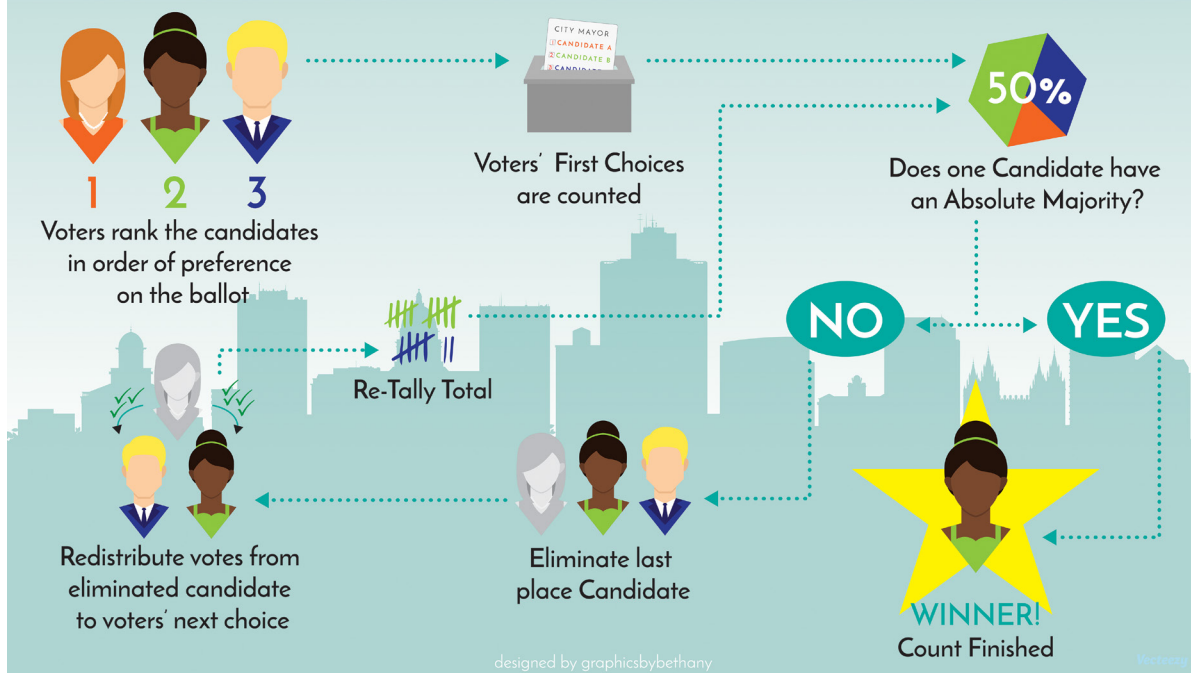 1 2 3
Voters rank the candidates
in order of preference
on the ballot
CITY MAYOR
1 CANDIDATE A
2 CANDIDATE B
3
Voters' First Choices
are counted
50%
Does one Candidate have
an Absolute Majority?
NO
YES
Eliminate last
place Candidate
Redistribute votes from
eliminated candidate
to voters' next choice
Re-Tally Total
WINNER!
Count Finished
designed by graphicsbybethany